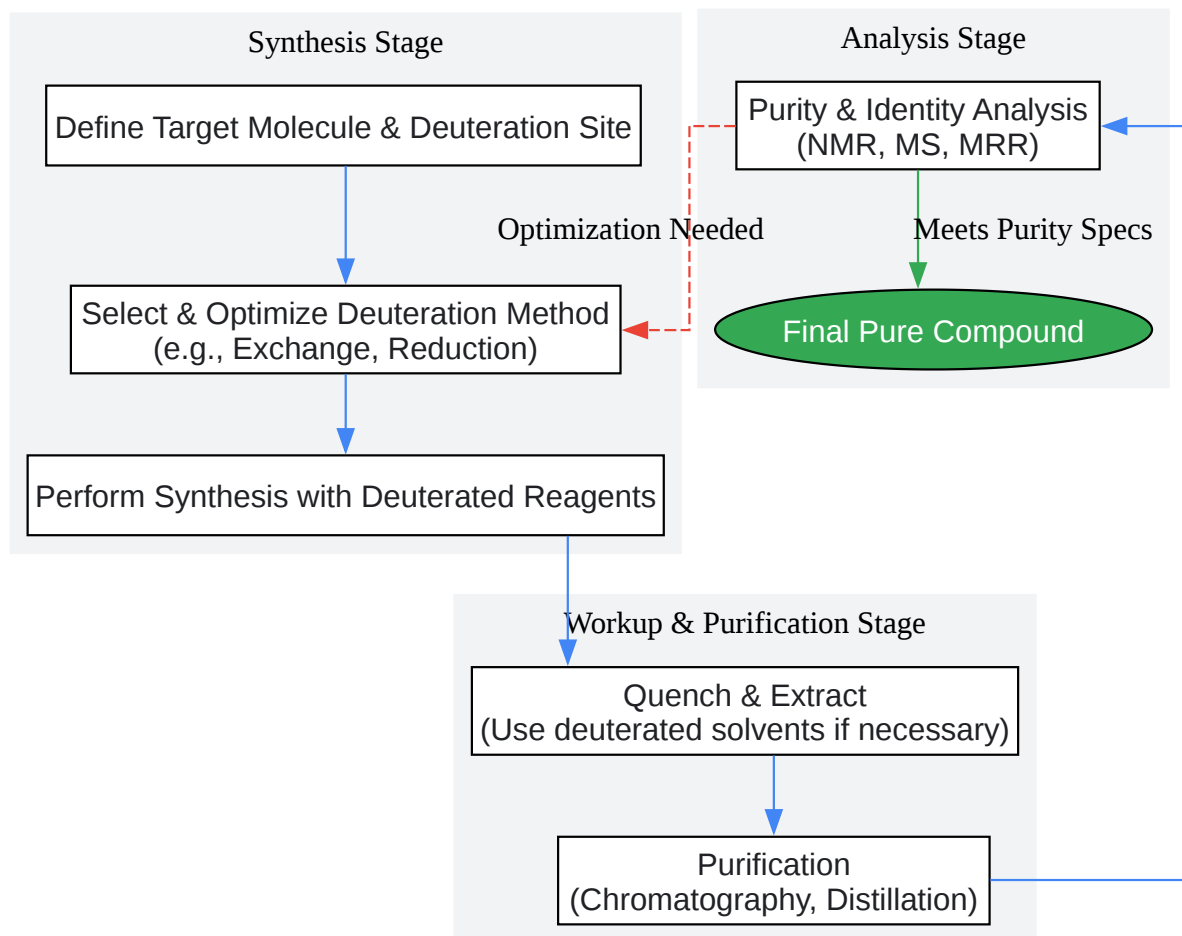 Synthesis Stage
Define Target Molecule & Deuteration Site
Select & Optimize Deuteration Method
(e.g., Exchange, Reduction)
Perform Synthesis with Deuterated Reagents
Analysis Stage
Purity & Identity Analysis
(NMR, MS, MRR)
Optimization Needed
Meets Purity Specs
Final Pure Compound
Workup & Purification Stage
Quench & Extract
(Use deuterated solvents if necessary)
Purification
(Chromatography, Distillation)